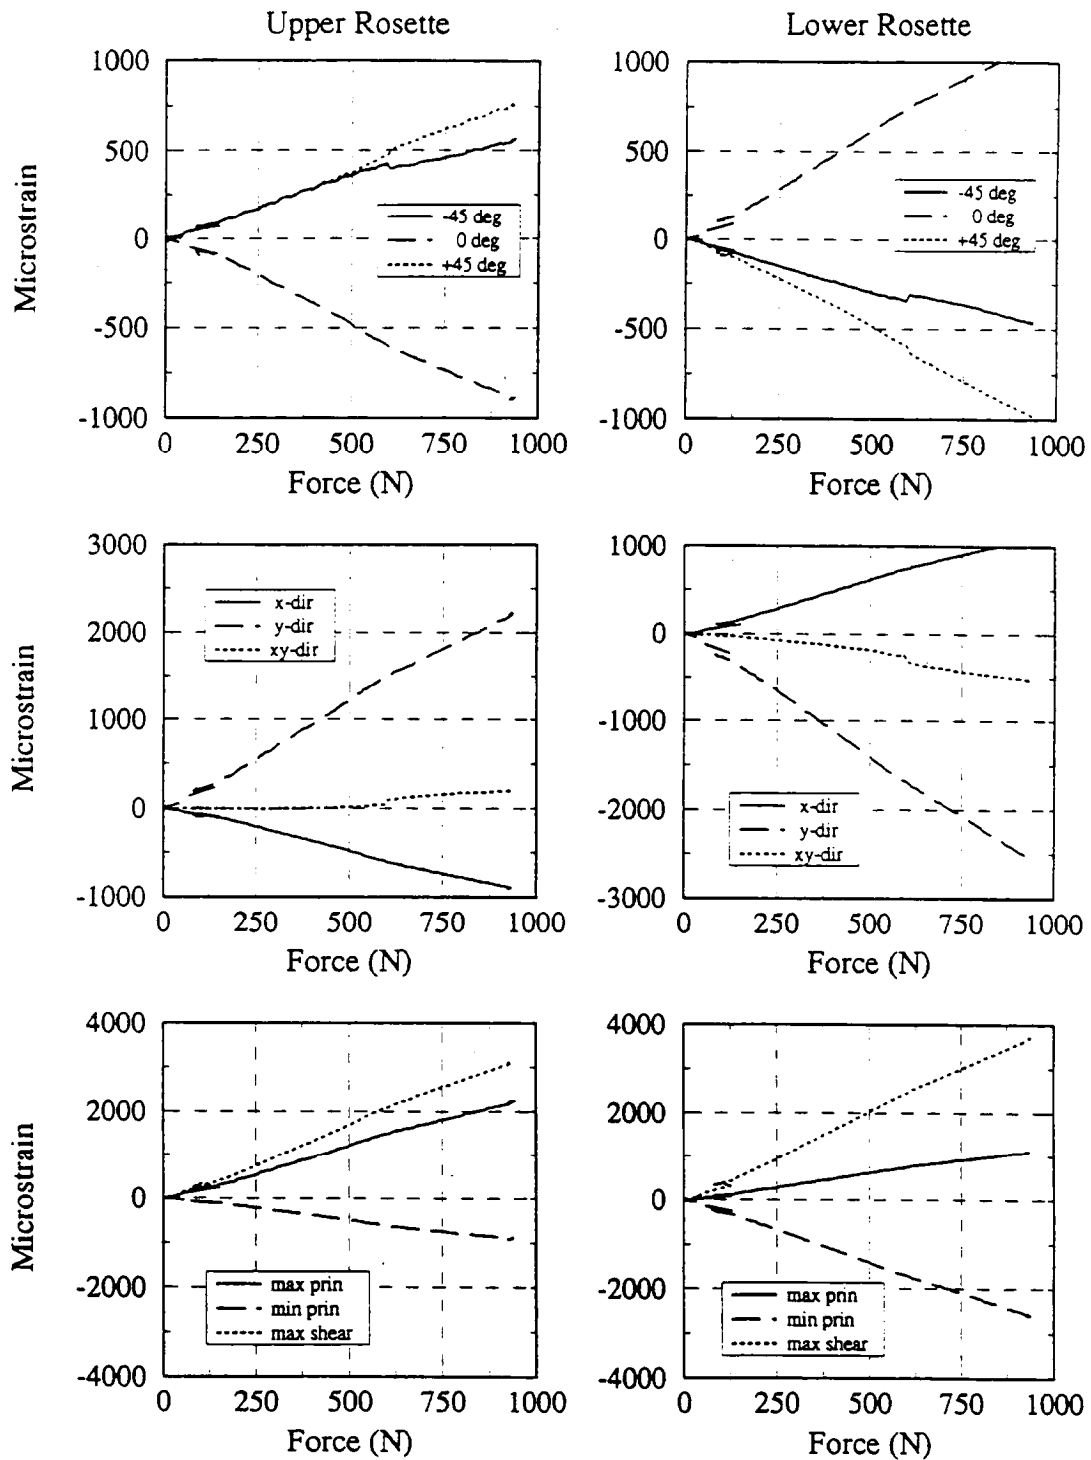 Upper Rosette
Lower Rosette
Microstrain
1000
500
0
-500
-1000
-45 deg
0 deg
+45 deg
0 250 500 750 1000
Force (N)
1000
500
0
-500
-1000
-45 deg
0 deg
+45 deg
0 250 500 750 1000
Force (N)
Microstrain
3000
2000
1000
0
-1000
x-dir
y-dir
xy-dir
0 250 500 750 1000
Force (N)
1000
0
-1000
-2000
-3000
x-dir
y-dir
xy-dir
0 250 500 750 1000
Force (N)
Microstrain
4000
2000
0
-2000
-4000
max prin
min prin
max shear
0 250 500 750 1000
Force (N)
4000
2000
0
-2000
-4000
max prin
min prin
max shear
0 250 500 750 1000
Force (N)